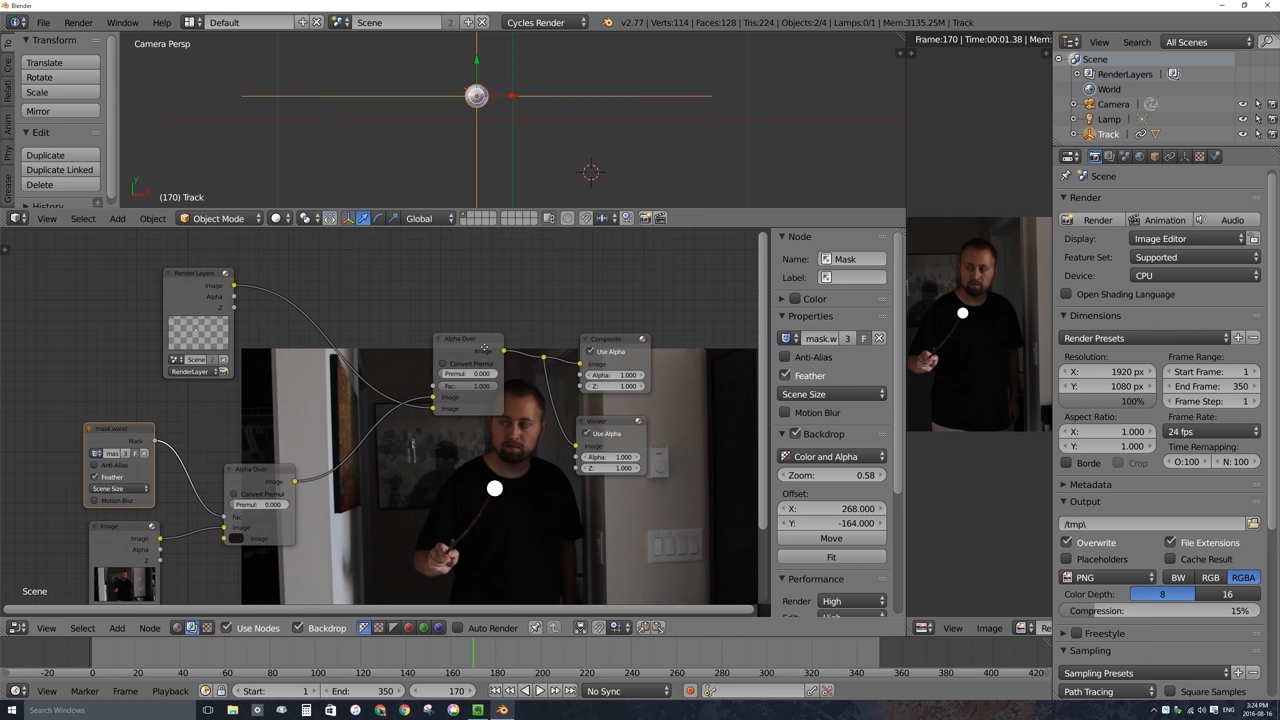 Blender
File Render Window Help Default Scene 2 Cycles Render v2.77 | Verts:114 | Faces:128 | Tris:224 | Objects:2/4 | Lamps:0/1 | Mem:3135.25M | Track
Transform
Translate
Rotate
Scale
Mirror
Edit
Duplicate
Duplicate Linked
Delete
History
To
Cre
Relati
Anim
Phy
Grease
Camera Persp
y
x
(170) Track
View Select Add Object Object Mode Global
Frame:170 | Time:00:01.38 | Mem:
View Search All Scenes
Scene
RenderLayers
World
Camera
Lamp
Track
Scene
Render
Render Animation Audio
Display: Image Editor
Feature Set: Supported
Device: CPU
Open Shading Language
Dimensions
Render Presets
Resolution: Frame Range:
X: 1920 px Start Frame: 1
Y: 1080 px End Frame: 350
100% Frame Step: 1
Aspect Ratio: Frame Rate:
X: 1.000 24 fps
Y: 1.000 Time Remapping:
Borde Crop O:100 N: 100
Metadata
Output
/tmp\
Overwrite File Extensions
Placeholders Cache Result
PNG BW RGB RGBA
Color Depth: 8 16
Compression: 15%
Freestyle
Sampling
Sampling Presets
Path Tracing Square Samples
RenderLayers
Image
Alpha
Z
Scene 2
RenderLayer
mask.wand
Mask
mas 3 F
Anti-Alias
Feather
Scene Size
Motion Blur
Image
Image
Alpha
Z
Alpha Over
Image
Convert Premul
Premul: 0.000
Fac
Image
Image
Alpha Over
Image
Convert Premul
Premul: 0.000
Fac: 1.000
Image
Image
Composite
Use Alpha
Image
Alpha: 1.000
Z: 1.000
Viewer
Use Alpha
Image
Alpha: 1.000
Z: 1.000
Scene
Node
Name: Mask
Label:
Color
Properties
mask.w 3 F
Anti-Alias
Feather
Scene Size
Motion Blur
Backdrop
Color and Alpha
Zoom: 0.58
Offset:
X: 268.000
Y: -164.000
Move
Fit
Performance
Render High
View Select Add Node Use Nodes Backdrop Auto Render
View Image Re
-20 0 20 40 60 80 100 120 140 160 180 200 220 240 260 280 300 320 340 360 380 400 420
View Marker Frame Playback Start: 1 End: 350 170 No Sync
Search Windows
ENG
3:24 PM
2016-08-16